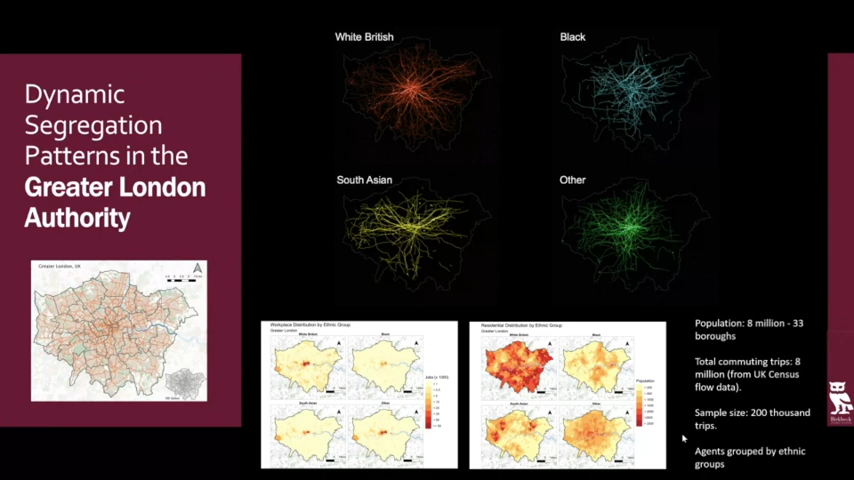 Dynamic
Segregation
Patterns in the
Greater London
Authority
Greater London, UK
White British
Black
South Asian
Other
Workplace Distribution by Ethnic Group
Greater London
White British
Black
South Asian
Other
Residential Distribution by Ethnic Group
Greater London
White British
Black
South Asian
Other
Population
Population: 8 million - 33
boroughs
Total commuting trips: 8
million (from UK Census
flow data).
Sample size: 200 thousand
trips.
Agents grouped by ethnic
groups
Birkbeck